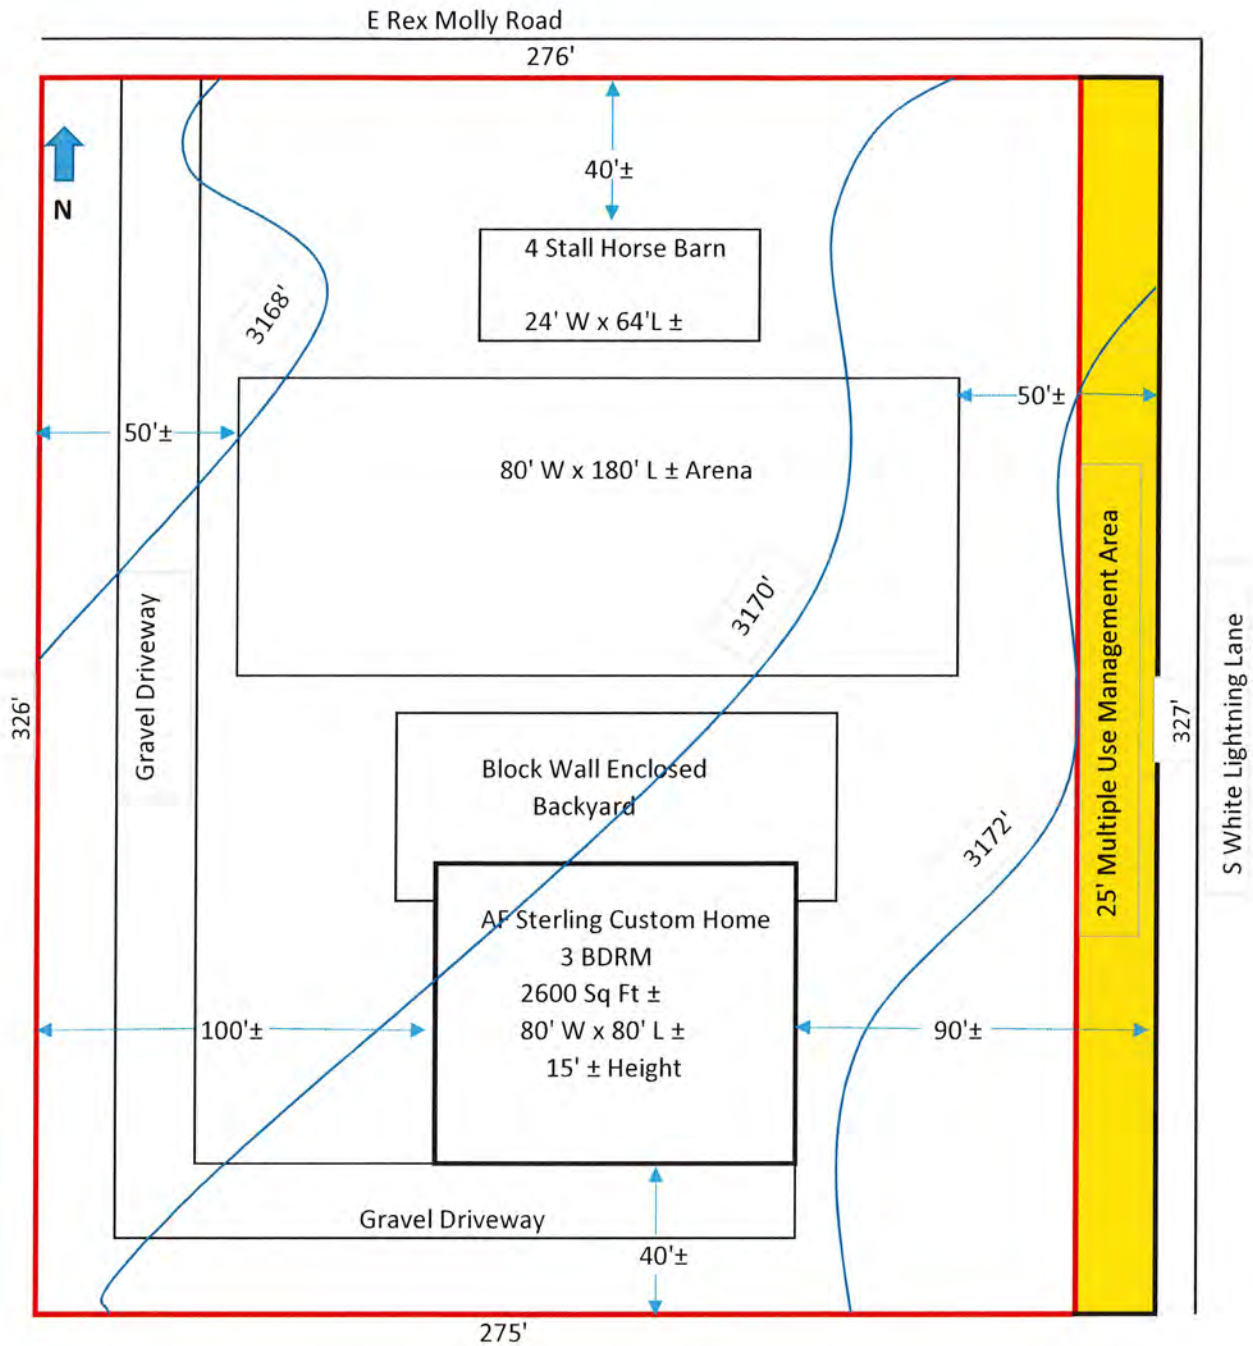 E Rex Molly Road
276'
40'±
N
4 Stall Horse Barn
24' W x 64'L ±
3168'
50'±
50'±
80' W x 180' L ± Arena
3170'
25' Multiple Use Management Area
Gravel Driveway
326'
327'
S White Lightning Lane
Block Wall Enclosed
Backyard
3172'
AF Sterling Custom Home
3 BDRM
2600 Sq Ft ±
80' W x 80' L ±
15' ± Height
100'±
90'±
Gravel Driveway
40'±
275'